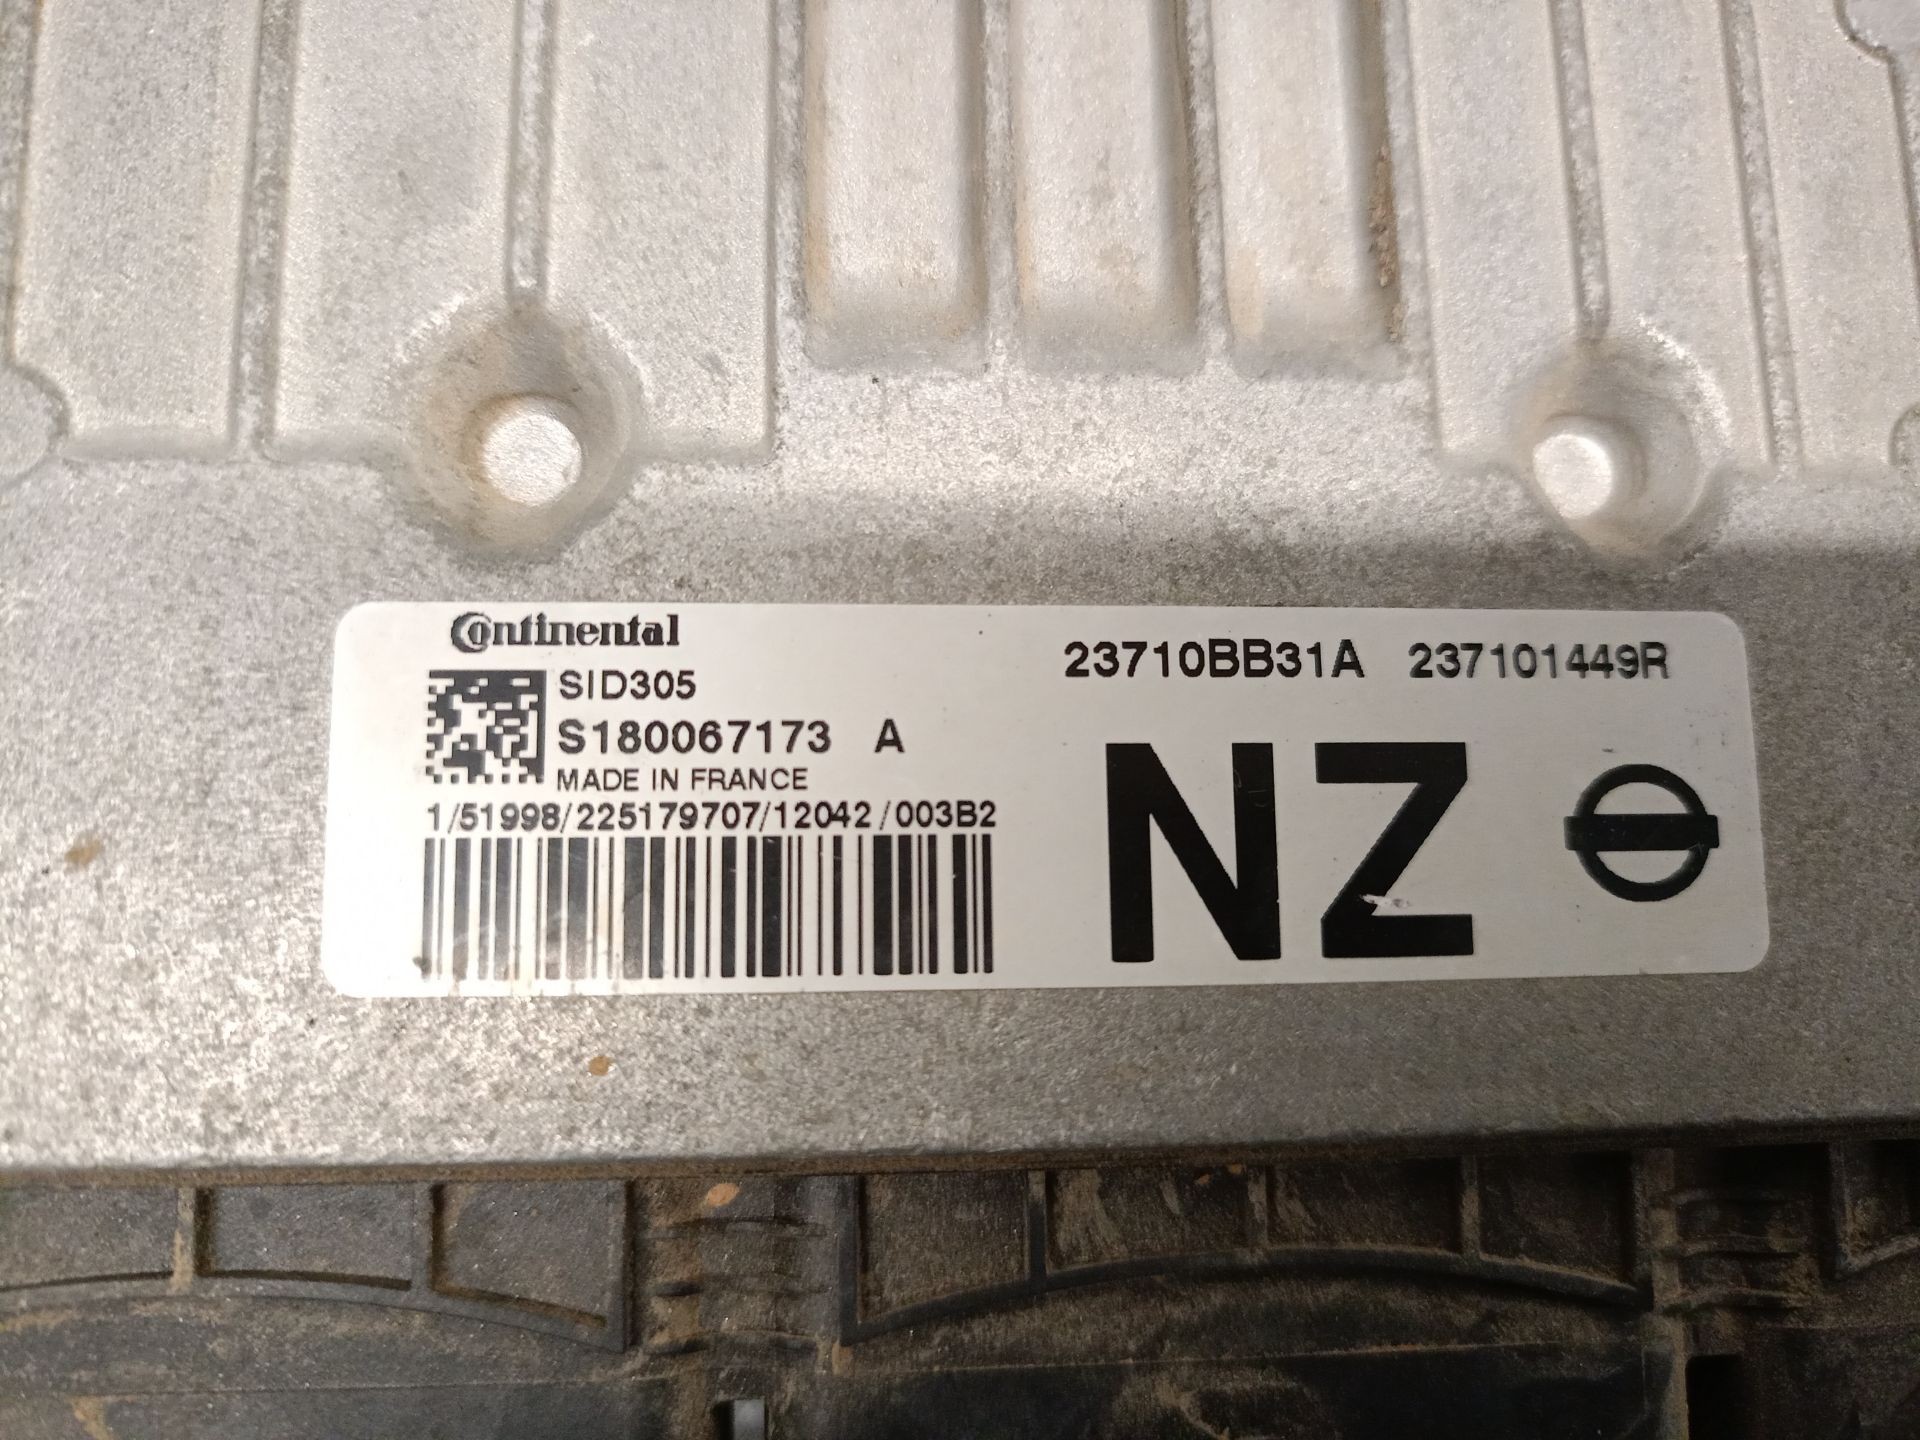 Continental
SID305
S180067173 A
MADE IN FRANCE
1/51998/225179707/12042/003B2
23710BB31A 237101449R
NZ